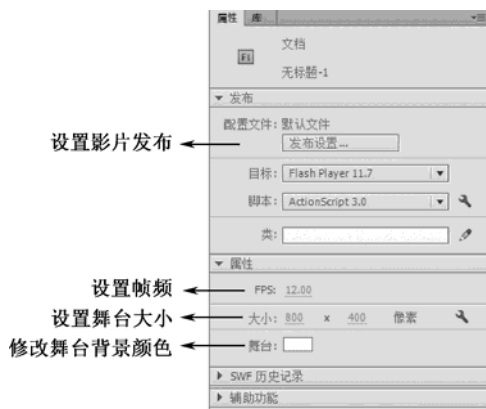 属性 库
Fl
文档
无标题-1
发布
配置文件: 默认文件
设置影片发布
发布设置...
目标: Flash Player 11.7
脚本: ActionScript 3.0
类:
属性
设置帧频
FPS: 12.00
设置舞台大小
大小: 800 x 400 像素
修改舞台背景颜色
舞台:
SWF 历史记录
辅助功能